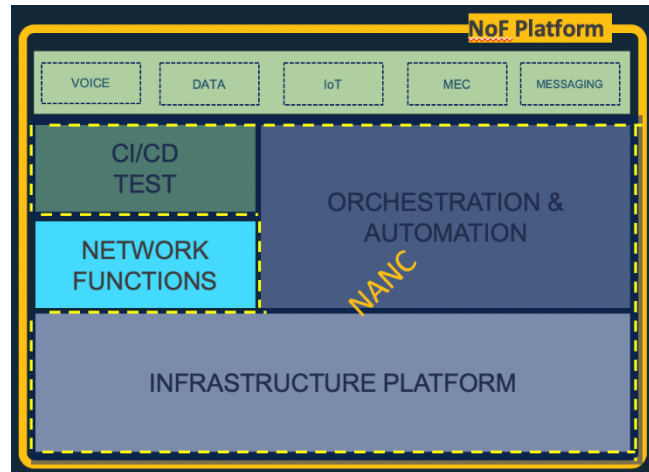 NoF Platform
VOICE
DATA
IoT
MEC
MESSAGING
CI/CD
TEST
ORCHESTRATION &
AUTOMATION
NETWORK
FUNCTIONS
NANC
INFRASTRUCTURE PLATFORM